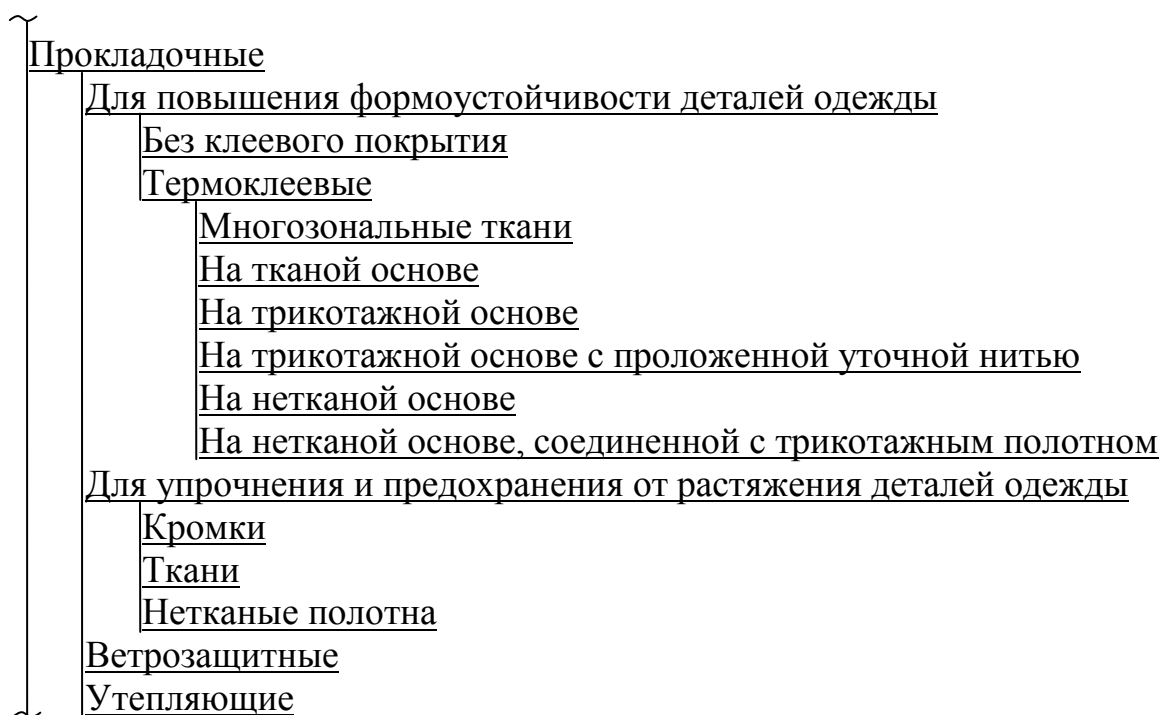 Прокладочные
Для повышения формоустойчивости деталей одежды
Без клеевого покрытия
Термоклеевые
Многозональные ткани
На тканой основе
На трикотажной основе
На трикотажной основе с проложенной уточной нитью
На нетканой основе
На нетканой основе, соединенной с трикотажным полотном
Для упрочнения и предохранения от растяжения деталей одежды
Кромки
Ткани
Нетканые полотна
Ветрозащитные
Утепляющие